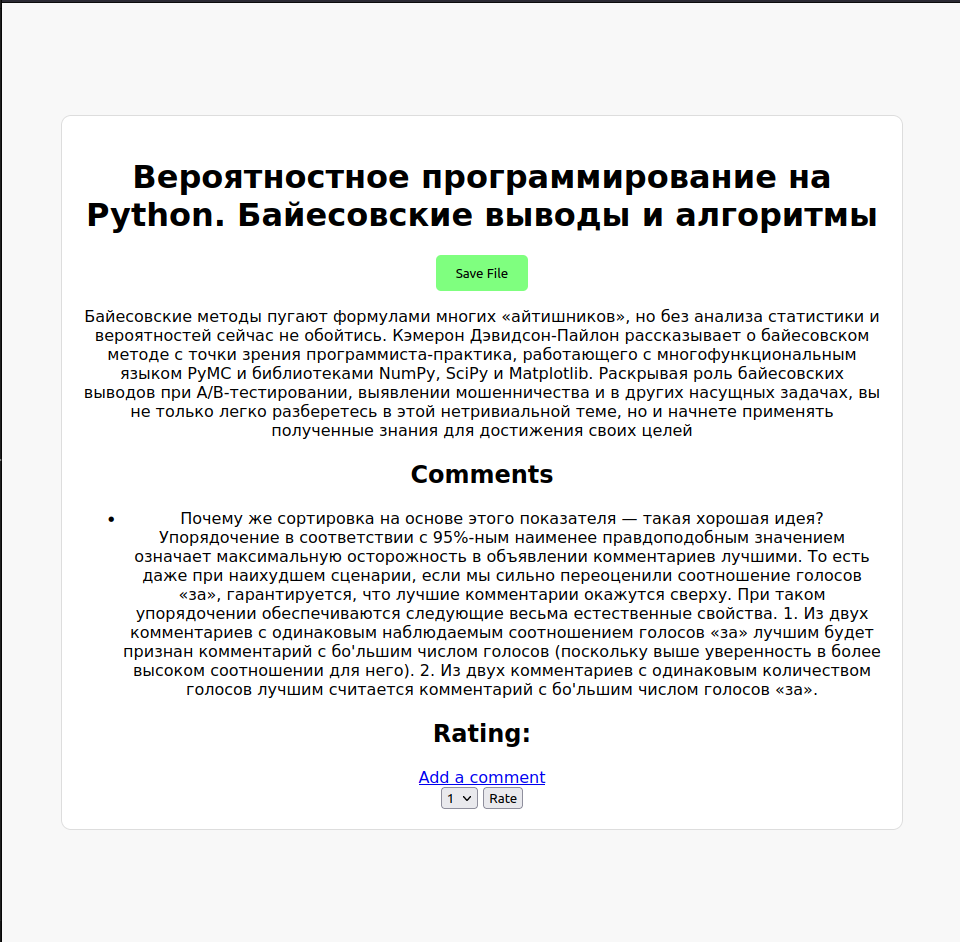 Вероятностное программирование на
Python. Байесовские выводы и алгоритмы
Save File
Байесовские методы пугают формулами многих «айтишников», но без анализа статистики и
вероятностей сейчас не обойтись. Кэмерон Дэвидсон-Пайлон рассказывает о байесовском
методе с точки зрения программиста-практика, работающего с многофункциональным
языком PyMC и библиотеками NumPy, SciPy и Matplotlib. Раскрывая роль байесовских
выводов при A/B-тестировании, выявлении мошенничества и в других насущных задачах, вы
не только легко разберетесь в этой нетривиальной теме, но и начнете применять
полученные знания для достижения своих целей
Comments
• Почему же сортировка на основе этого показателя — такая хорошая идея?
Упорядочение в соответствии с 95%-ным наименее правдоподобным значением
означает максимальную осторожность в объявлении комментариев лучшими. То есть
даже при наихудшем сценарии, если мы сильно переоценили соотношение голосов
«за», гарантируется, что лучшие комментарии окажутся сверху. При таком
упорядочении обеспечиваются следующие весьма естественные свойства. 1. Из двух
комментариев с одинаковым наблюдаемым соотношением голосов «за» лучшим будет
признан комментарий с бо'льшим числом голосов (поскольку выше уверенность в более
высоком соотношении для него). 2. Из двух комментариев с одинаковым количеством
голосов лучшим считается комментарий с бо'льшим числом голосов «за».
Rating:
Add a comment
1 Rate